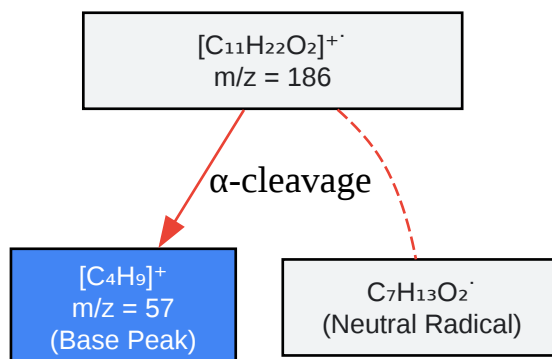 [C₁₁H₂₂O₂]⁺˙
m/z = 186
α-cleavage
[C₄H₉]⁺
m/z = 57
(Base Peak)
C₇H₁₃O₂˙
(Neutral Radical)